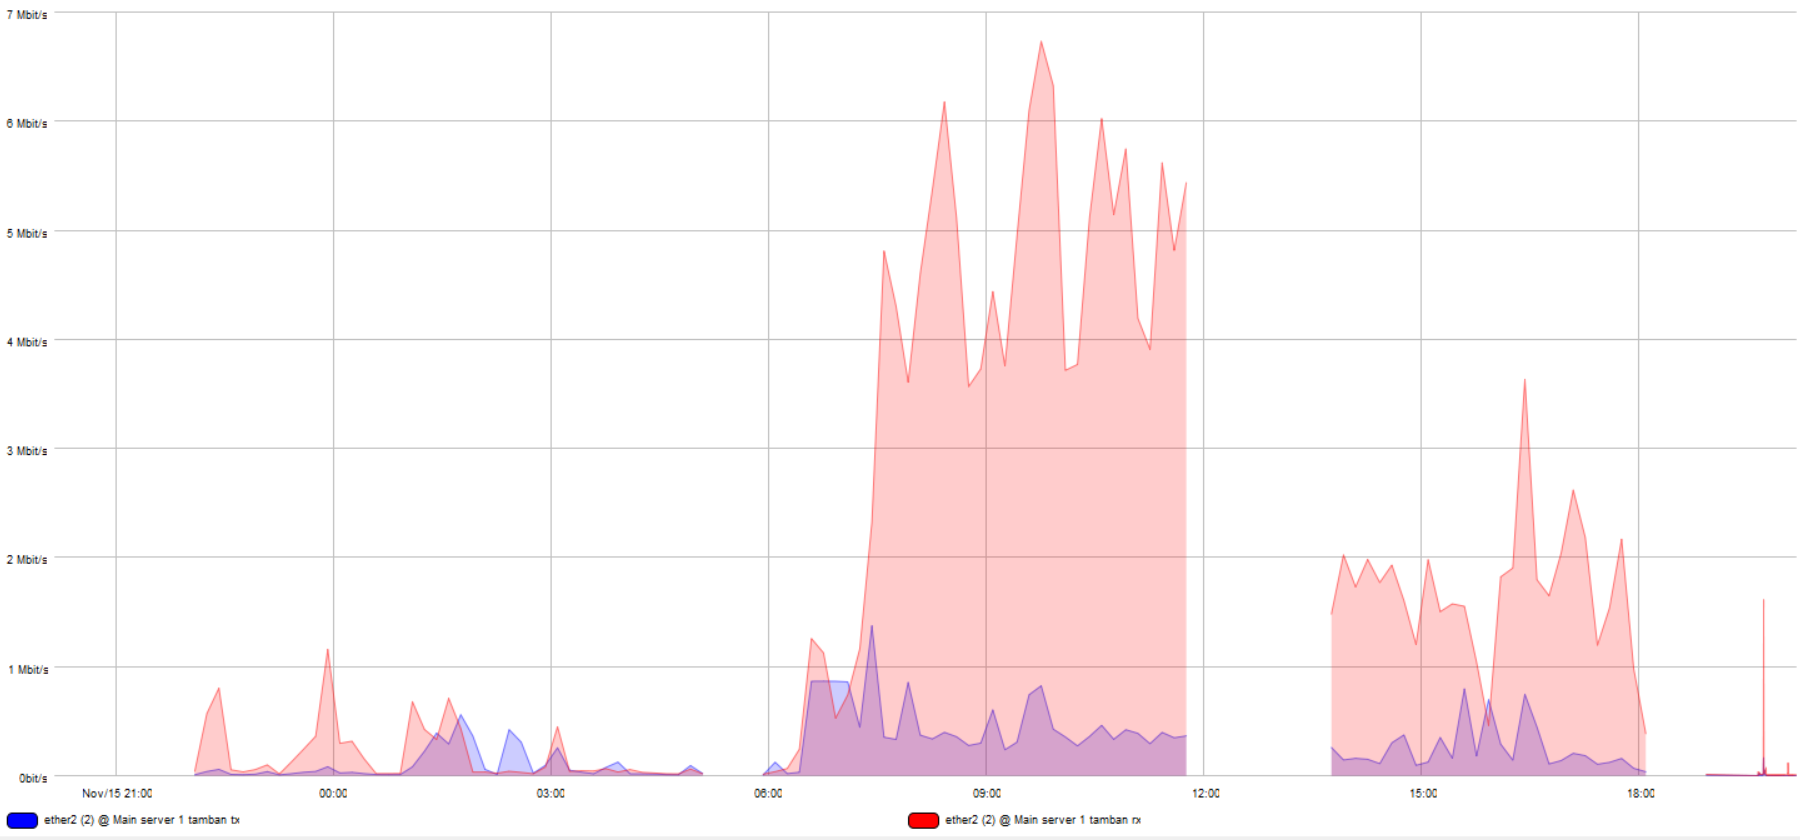 7 Mbit/s
6 Mbit/s
5 Mbit/s
4 Mbit/s
3 Mbit/s
2 Mbit/s
1 Mbit/s
0bit/s
Nov/15 21:00 00:00 03:00 06:00 09:00 12:00 15:00 18:00
ether2 (2) @ Main server 1 tamban tx ether2 (2) @ Main server 1 tamban rx